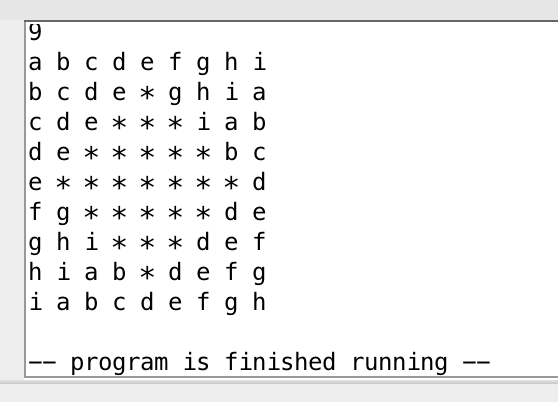 9
a b c d e f g h i
b c d e * g h i a
c d e * * * i a b
d e * * * * * b c
e * * * * * * * d
f g * * * * * d e
g h i * * * d e f
h i a b * d e f g
i a b c d e f g h
-- program is finished running --